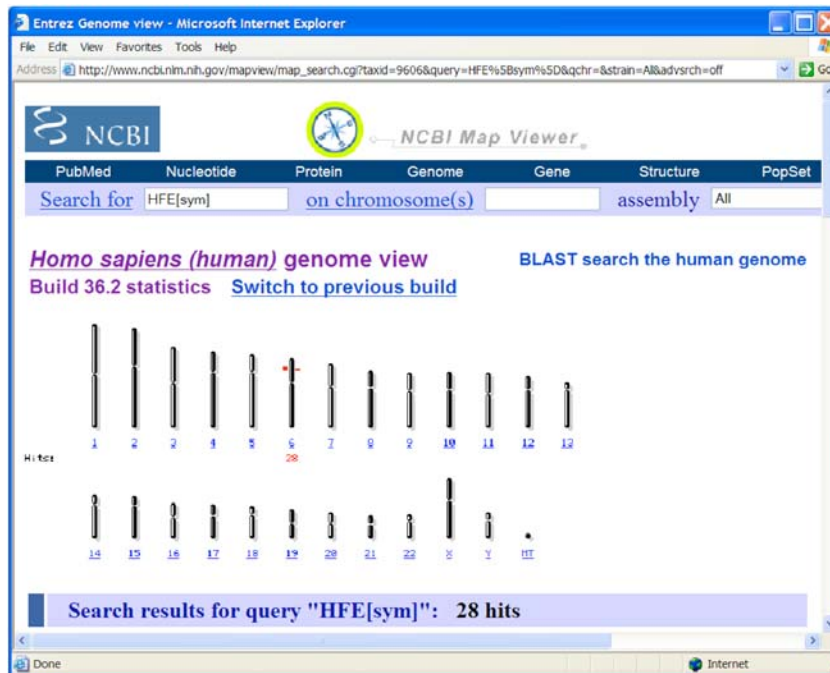 Entrez Genome view - Microsoft Internet Explorer
File Edit View Favorites Tools Help
Address http://www.ncbi.nlm.nih.gov/mapview/map_search.cgi?taxid=9606&query=HFE%5Bsym%5D&qchr=&strain=All&advsrch=off Go
NCBI NCBI Map Viewer
PubMed Nucleotide Protein Genome Gene Structure PopSet
Search for HFE[sym] on chromosome(s) assembly All
Homo sapiens (human) genome view BLAST search the human genome
Build 36.2 statistics Switch to previous build
1 2 3 4 5 6 7 8 9 10 11 12 13
Hits: 28
14 15 16 17 18 19 20 21 22 X Y MT
Search results for query "HFE[sym]": 28 hits
Done Internet